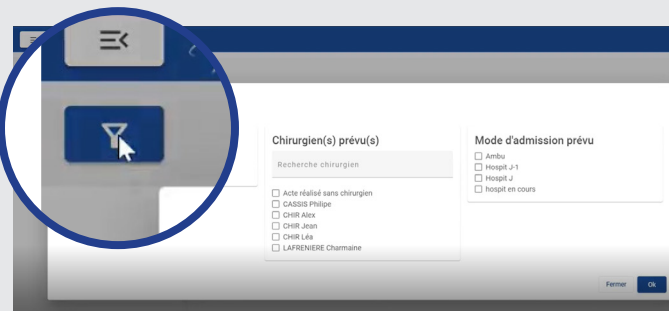 Chirurgien(s) prévu(s)
Recherche chirurgien
Acte réalisé sans chirurgien
CASSIS Philipe
CHIR Alex
CHIR Jean
CHIR Léa
LAFRENIERE Charmaine
Mode d'admission prévu
Ambu
Hospit J-1
Hospit J
hospit en cours
Fermer
Ok